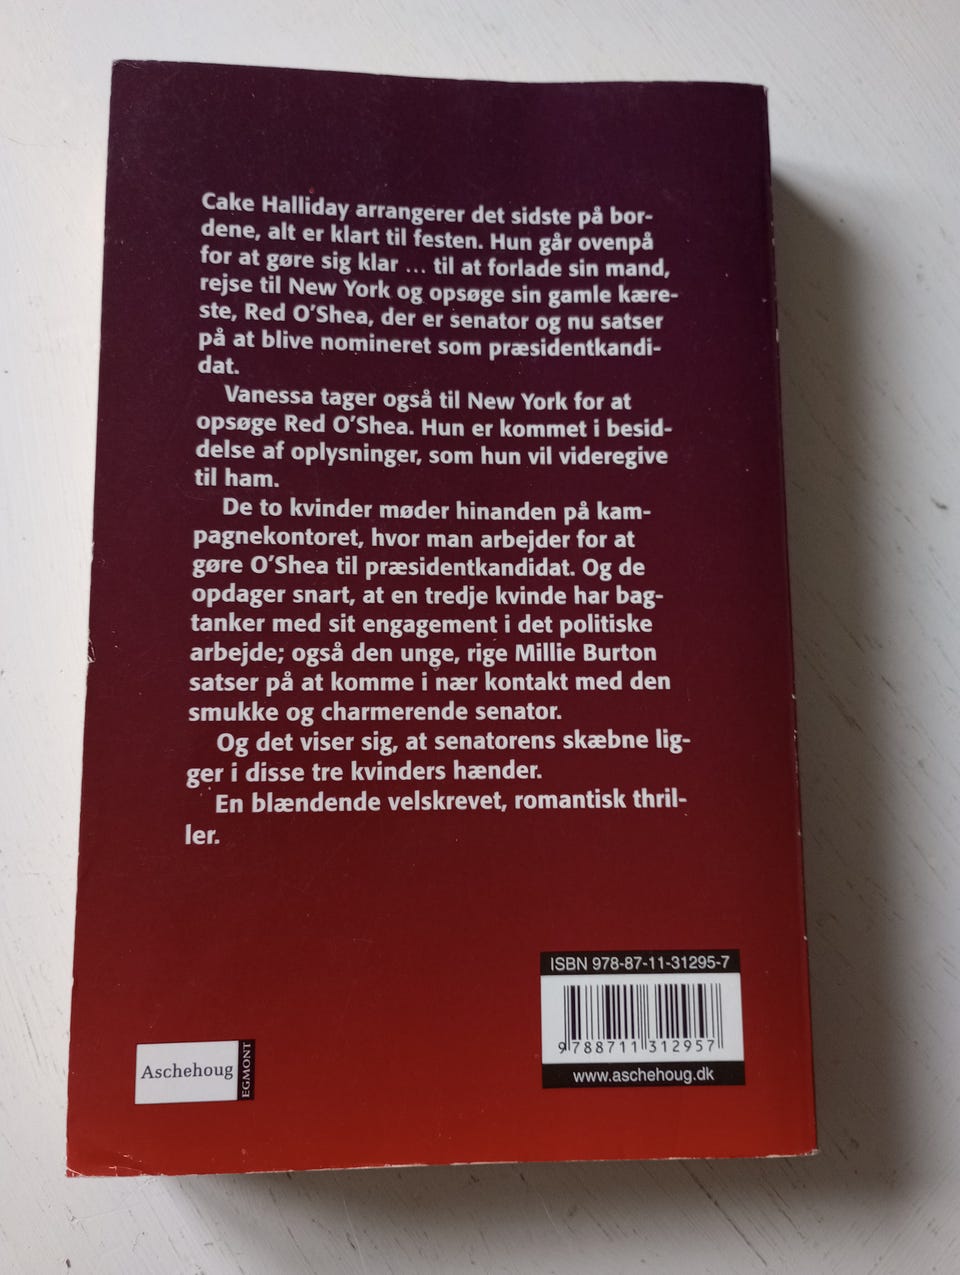 Cake Halliday arrangerer det sidste på bor-
dene, alt er klart til festen. Hun går ovenpå
for at gøre sig klar ... til at forlade sin mand,
rejse til New York og opsøge sin gamle kære-
ste, Red O'Shea, der er senator og nu satser
på at blive nomineret som præsidentkandi-
dat.
Vanessa tager også til New York for at
opsøge Red O'Shea. Hun er kommet i besid-
delse af oplysninger, som hun vil videregive
til ham.
De to kvinder møder hinanden på kam-
pagnekontoret, hvor man arbejder for at
gøre O'Shea til præsidentkandidat. Og de
opdager snart, at en tredje kvinde har bag-
tanker med sit engagement i det politiske
arbejde; også den unge, rige Millie Burton
satser på at komme i nær kontakt med den
smukke og charmerende senator.
Og det viser sig, at senatorens skæbne lig-
ger i disse tre kvinders hænder.
En blændende velskrevet, romantisk thril-
ler.
ISBN 978-87-11-31295-7
9 788711 312957
www.aschehoug.dk
Aschehoug
EGMONT